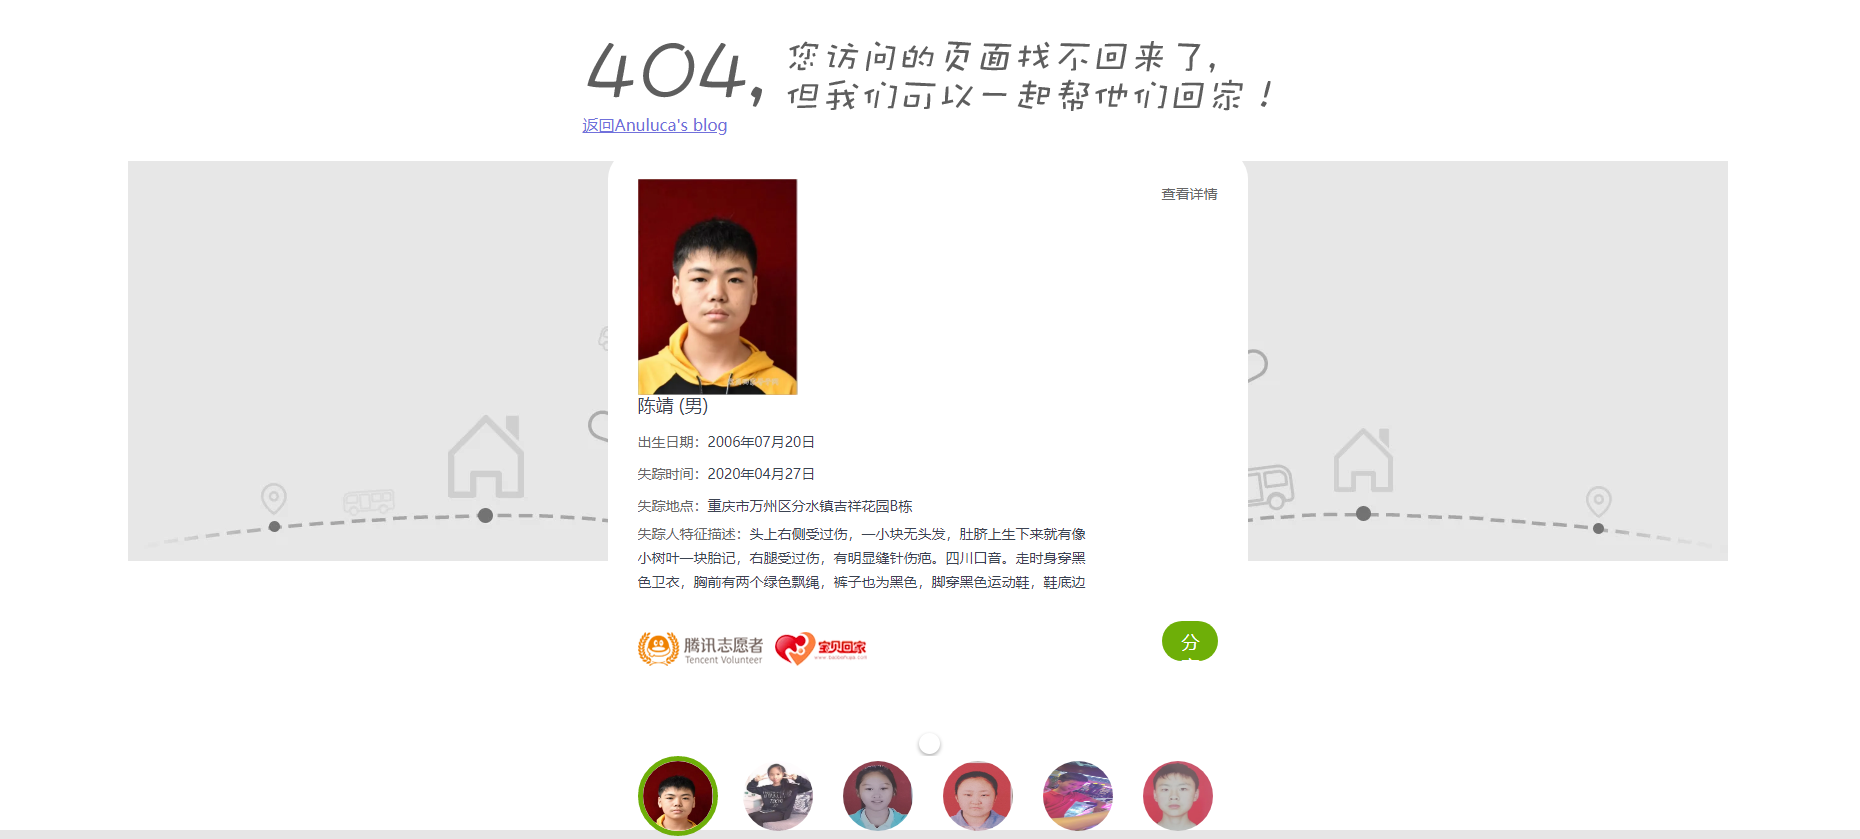 404,
您访问的页面找不回来了,
但我们可以一起帮他们回家!
返回Anuluca's blog
查看详情
陈靖 (男)
出生日期：2006年07月20日
失踪时间：2020年04月27日
失踪地点：重庆市万州区分水镇吉祥花园B栋
失踪人特征描述：头上右侧受过伤，一小块无头发，肚脐上生下来就有像
小树叶一块胎记，右腿受过伤，有明显缝针伤疤。四川口音。走时身穿黑
色卫衣，胸前有两个绿色飘绳，裤子也为黑色，脚穿黑色运动鞋，鞋底边
腾讯志愿者
Tencent Volunteer
宝贝回家
分